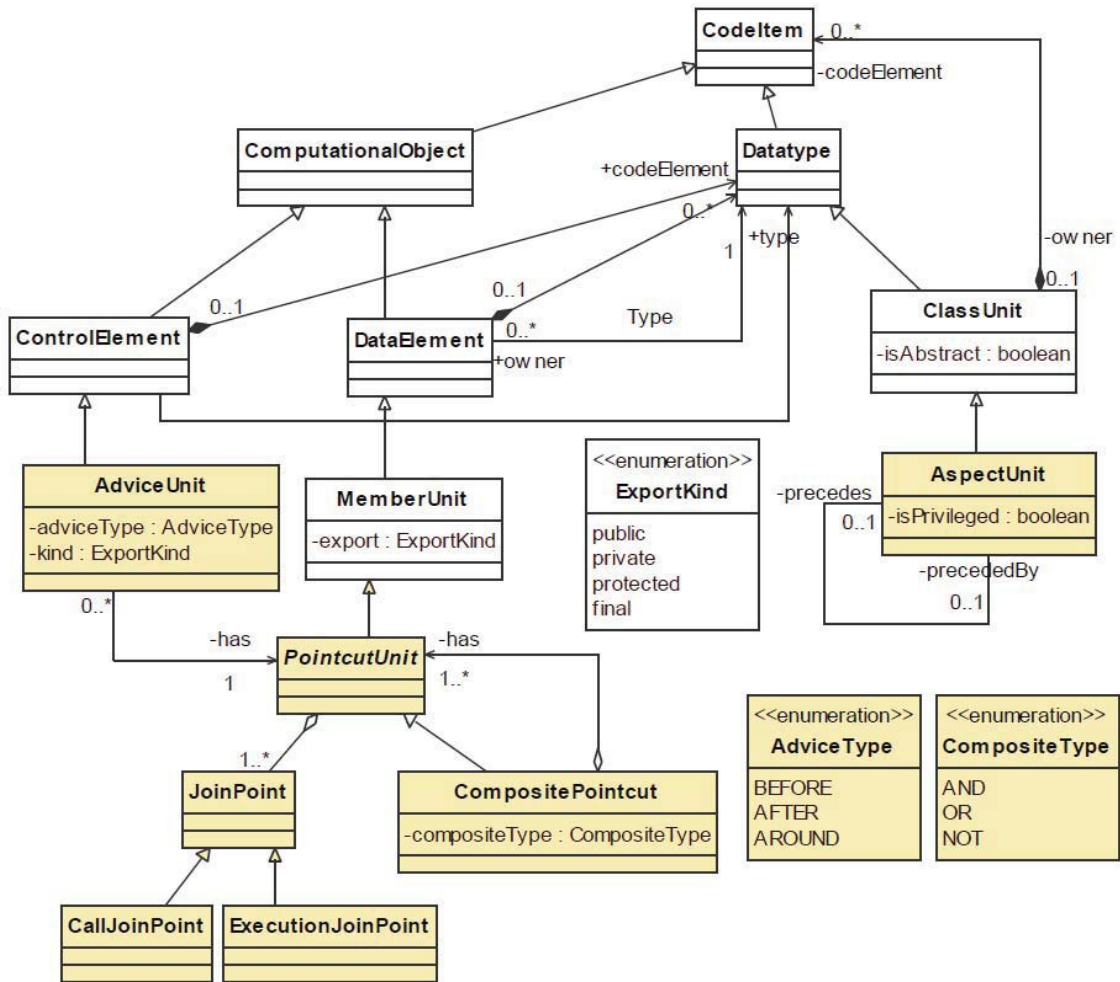 CodeItem
0..*
-codeElement
ComputationalObject
Datatype
+codeElement
0..*
+type
1
-owner
0..1
0..1
0..1
ControlElement
DataElement
0..*
Type
+owner
ClassUnit
-isAbstract : boolean
<<enumeration>>
ExportKind
public
private
protected
final
AdviceUnit
-adviceType : AdviceType
-kind : ExportKind
MemberUnit
-export : ExportKind
AspectUnit
-isPrivileged : boolean
-precedes
0..1
-precededBy
0..1
0..*
-has
1
PointcutUnit
-has
1..*
1..*
JoinPoint
CompositePointcut
-compositeType : CompositeType
<<enumeration>>
AdviceType
BEFORE
AFTER
AROUND
<<enumeration>>
CompositeType
AND
OR
NOT
CallJoinPoint
ExecutionJoinPoint